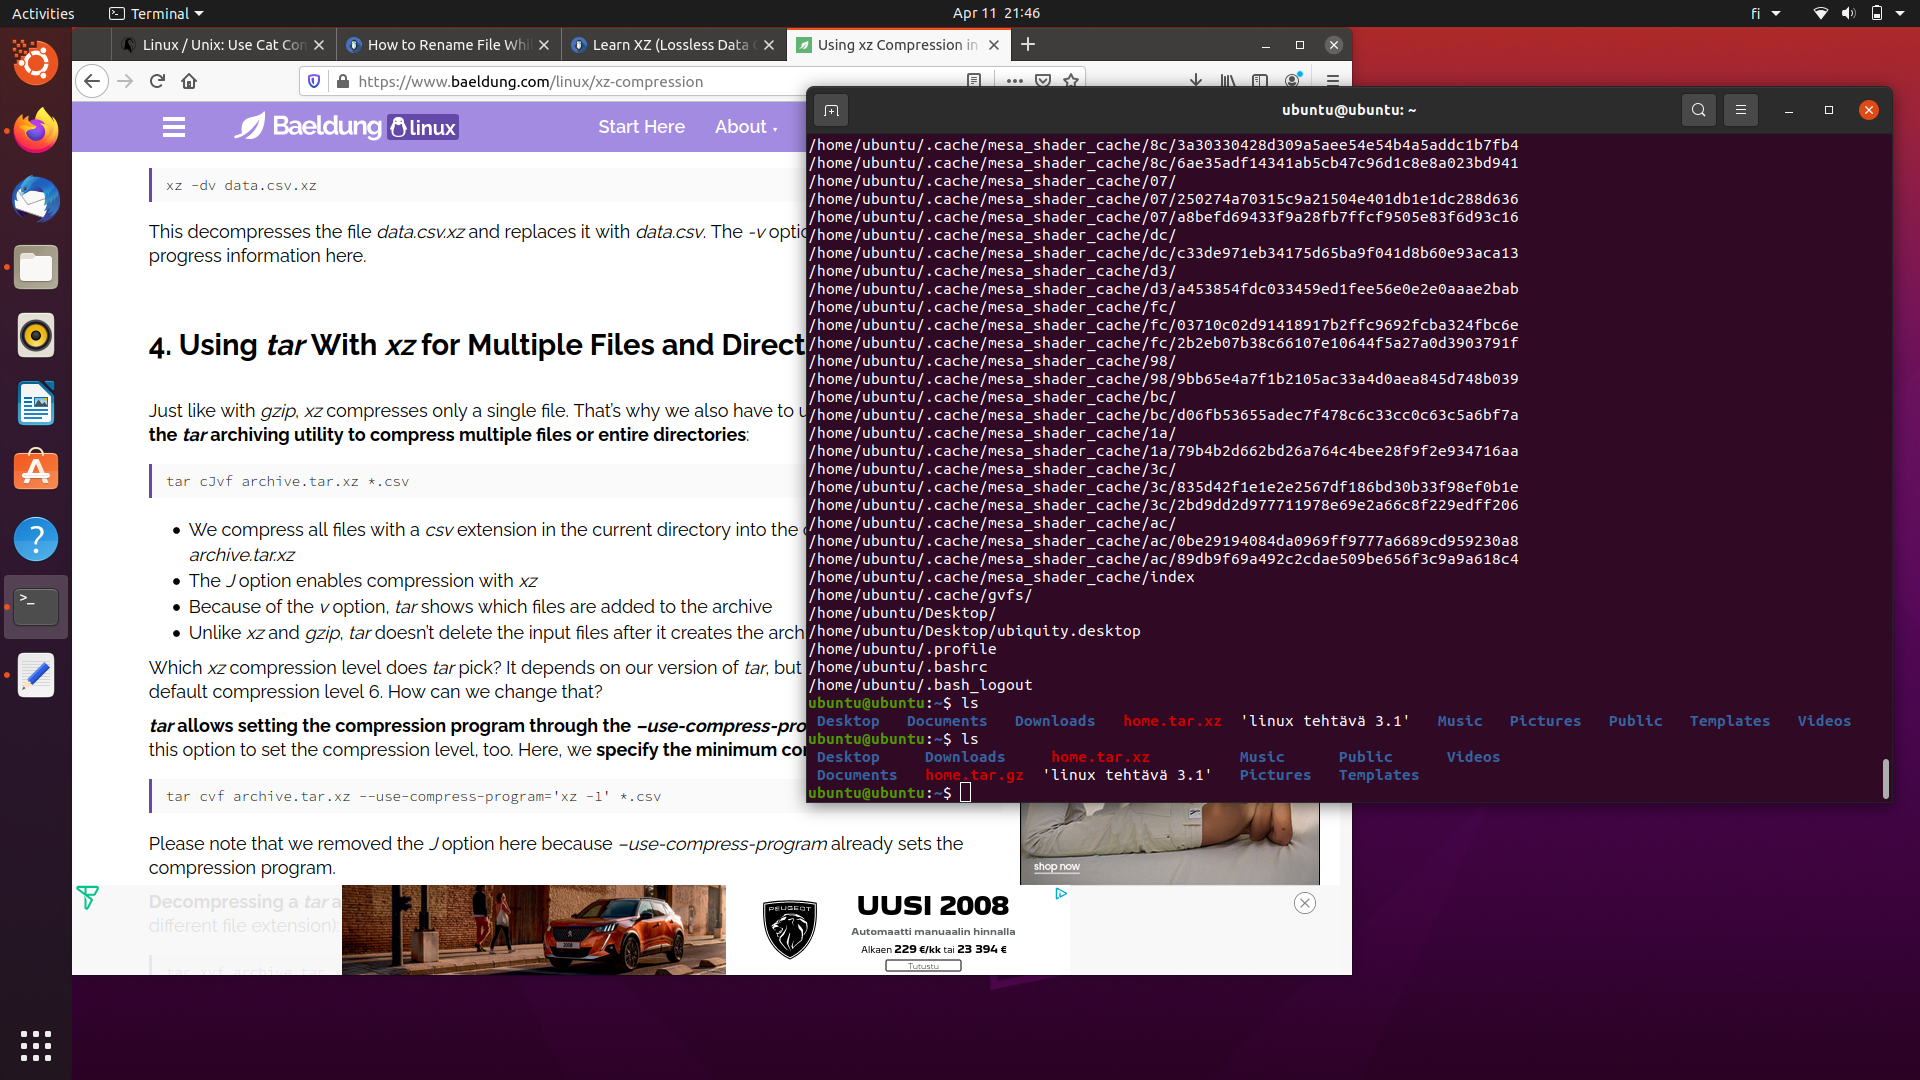 Activities
Terminal
Apr 11 21:46
fi
Linux / Unix: Use Cat Con
How to Rename File Whi
Learn XZ (Lossless Data C
Using xz Compression in
https://www.baeldung.com/linux/xz-compression
Baeldung linux
Start Here
About
xz -dv data.csv.xz
This decompresses the file data.csv.xz and replaces it with data.csv. The -v optic
progress information here.
4. Using tar With xz for Multiple Files and Direct
Just like with gzip, xz compresses only a single file. That's why we also have to u
the tar archiving utility to compress multiple files or entire directories:
tar cJvf archive.tar.xz *.csv
We compress all files with a csv extension in the current directory into the
archive.tar.xz
The J option enables compression with xz
Because of the v option, tar shows which files are added to the archive
Unlike xz and gzip, tar doesn't delete the input files after it creates the arch
Which xz compression level does tar pick? It depends on our version of tar, but
default compression level 6. How can we change that?
tar allows setting the compression program through the –use-compress-pro
this option to set the compression level, too. Here, we specify the minimum co
tar cvf archive.tar.xz --use-compress-program='xz -1' *.csv
Please note that we removed the J option here because –use-compress-program already sets the
compression program.
Decompressing a tar a
different file extension)
tar xvf archive.tar
shop now
PEUGEOT
2008
UUSI 2008
Automaatti manuaalin hinnalla
Alkaen 229 €/kk tai 23 394 €
Tutustu
ubuntu@ubuntu: ~
/home/ubuntu/.cache/mesa_shader_cache/8c/3a30330428d309a5aee54e54b4a5addc1b7fb4
/home/ubuntu/.cache/mesa_shader_cache/8c/6ae35adf14341ab5cb47c96d1c8e8a023bd941
/home/ubuntu/.cache/mesa_shader_cache/07/
/home/ubuntu/.cache/mesa_shader_cache/07/250274a70315c9a21504e401db1e1dc288d636
/home/ubuntu/.cache/mesa_shader_cache/07/a8befd69433f9a28fb7ffcf9505e83f6d93c16
/home/ubuntu/.cache/mesa_shader_cache/dc/
/home/ubuntu/.cache/mesa_shader_cache/dc/c33de971eb34175d65ba9f041d8b60e93aca13
/home/ubuntu/.cache/mesa_shader_cache/d3/
/home/ubuntu/.cache/mesa_shader_cache/d3/a453854fdc033459ed1fee56e0e2e0aaae2bab
/home/ubuntu/.cache/mesa_shader_cache/fc/
/home/ubuntu/.cache/mesa_shader_cache/fc/03710c02d91418917b2ffc9692fcba324fbc6e
/home/ubuntu/.cache/mesa_shader_cache/fc/2b2eb07b38c66107e10644f5a27a0d3903791f
/home/ubuntu/.cache/mesa_shader_cache/98/
/home/ubuntu/.cache/mesa_shader_cache/98/9bb65e4a7f1b2105ac33a4d0aea845d748b039
/home/ubuntu/.cache/mesa_shader_cache/bc/
/home/ubuntu/.cache/mesa_shader_cache/bc/d06fb53655adec7f478c6c33cc0c63c5a6bf7a
/home/ubuntu/.cache/mesa_shader_cache/1a/
/home/ubuntu/.cache/mesa_shader_cache/1a/79b4b2d662bd26a764c4bee28f9f2e934716aa
/home/ubuntu/.cache/mesa_shader_cache/3c/
/home/ubuntu/.cache/mesa_shader_cache/3c/835d42f1e1e2e2567df186bd30b33f98ef0b1e
/home/ubuntu/.cache/mesa_shader_cache/3c/2bd9dd2d977711978e69e2a66c8f229edff206
/home/ubuntu/.cache/mesa_shader_cache/ac/
/home/ubuntu/.cache/mesa_shader_cache/ac/0be29194084da0969ff9777a6689cd959230a8
/home/ubuntu/.cache/mesa_shader_cache/ac/89db9f69a492c2cdae509be656f3c9a9a618c4
/home/ubuntu/.cache/mesa_shader_cache/index
/home/ubuntu/.cache/gvfs/
/home/ubuntu/Desktop/
/home/ubuntu/Desktop/ubiquity.desktop
/home/ubuntu/.profile
/home/ubuntu/.bashrc
/home/ubuntu/.bash_logout
ubuntu@ubuntu:~$ ls
Desktop Documents Downloads home.tar.xz 'linux tehtävä 3.1' Music Pictures Public Templates Videos
ubuntu@ubuntu:~$ ls
Desktop Downloads home.tar.xz Music Public Videos
Documents home.tar.gz 'linux tehtävä 3.1' Pictures Templates
ubuntu@ubuntu:~$